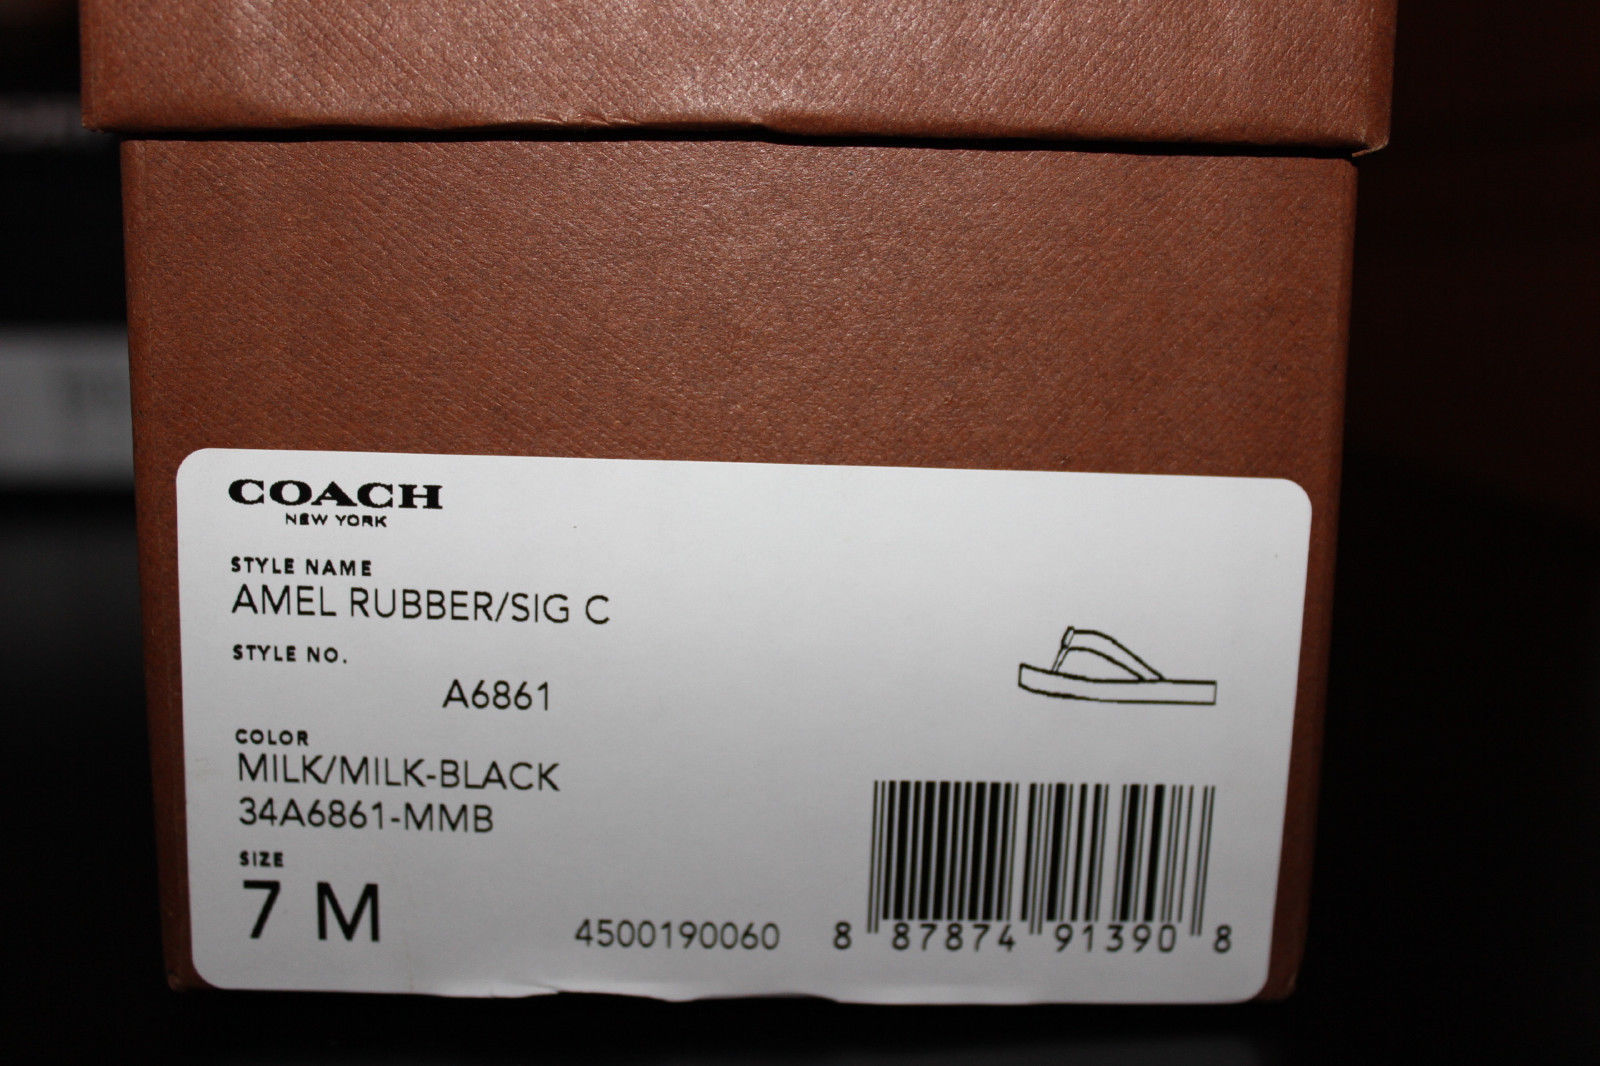 COACH
NEW YORK
STYLE NAME
AMEL RUBBER/SIG C
STYLE NO.
A6861
COLOR
MILK/MILK-BLACK
34A6861-MMB
SIZE
7 M
4500190060
8 87874 91390 8